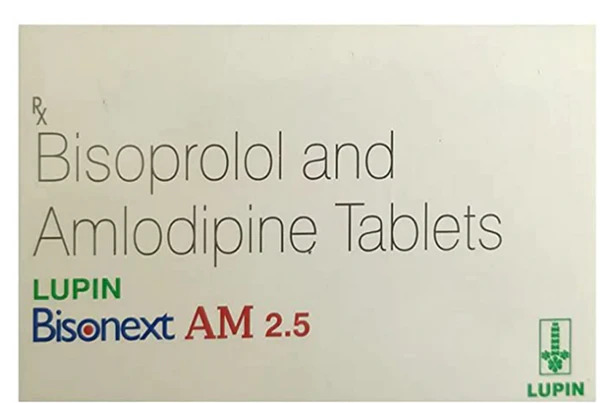 Rx
Bisoprolol and
Amlodipine Tablets
LUPIN
Bisonext AM 2.5
LUPIN